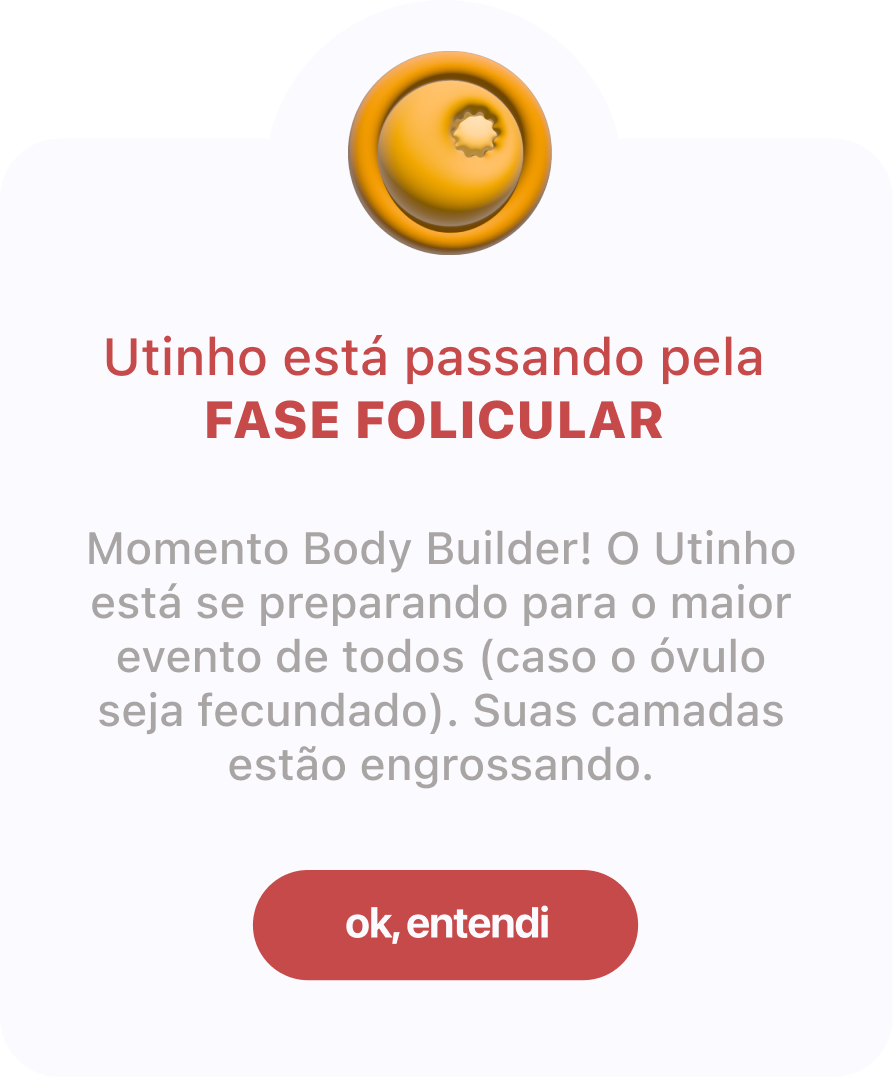 Utinho está passando pela
FASE FOLICULAR
Momento Body Builder! O Utinho
está se preparando para o maior
evento de todos (caso o óvulo
seja fecundado). Suas camadas
estão engrossando.
ok, entendi